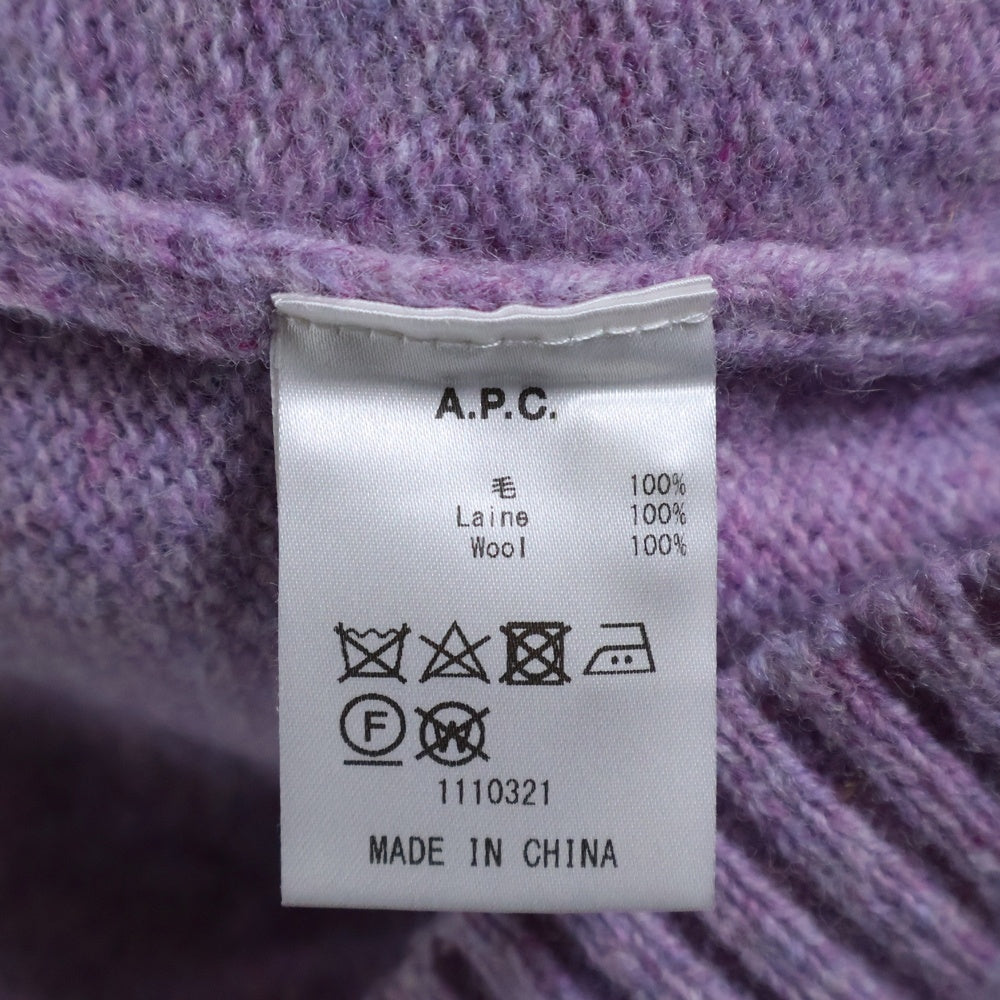 A.P.C.
毛 100%
Laine 100%
Wool 100%
F W
1110321
MADE IN CHINA